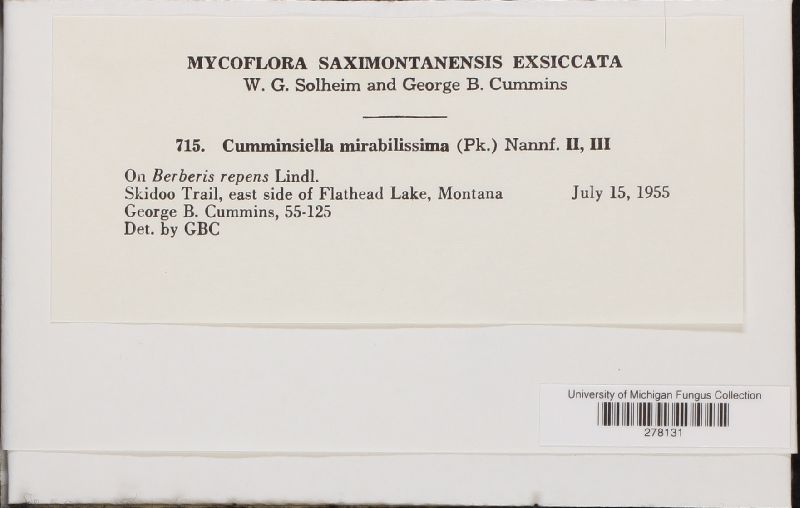 MYCOFLORA SAXIMONTANENSIS EXSICCATA
W. G. Solheim and George B. Cummins
715. Cumminsiella mirabilissima (Pk.) Nannf. II, III
On Berberis repens Lindl.
Skidoo Trail, east side of Flathead Lake, Montana July 15, 1955
George B. Cummins, 55-125
Det. by GBC
University of Michigan Fungus Collection
278131